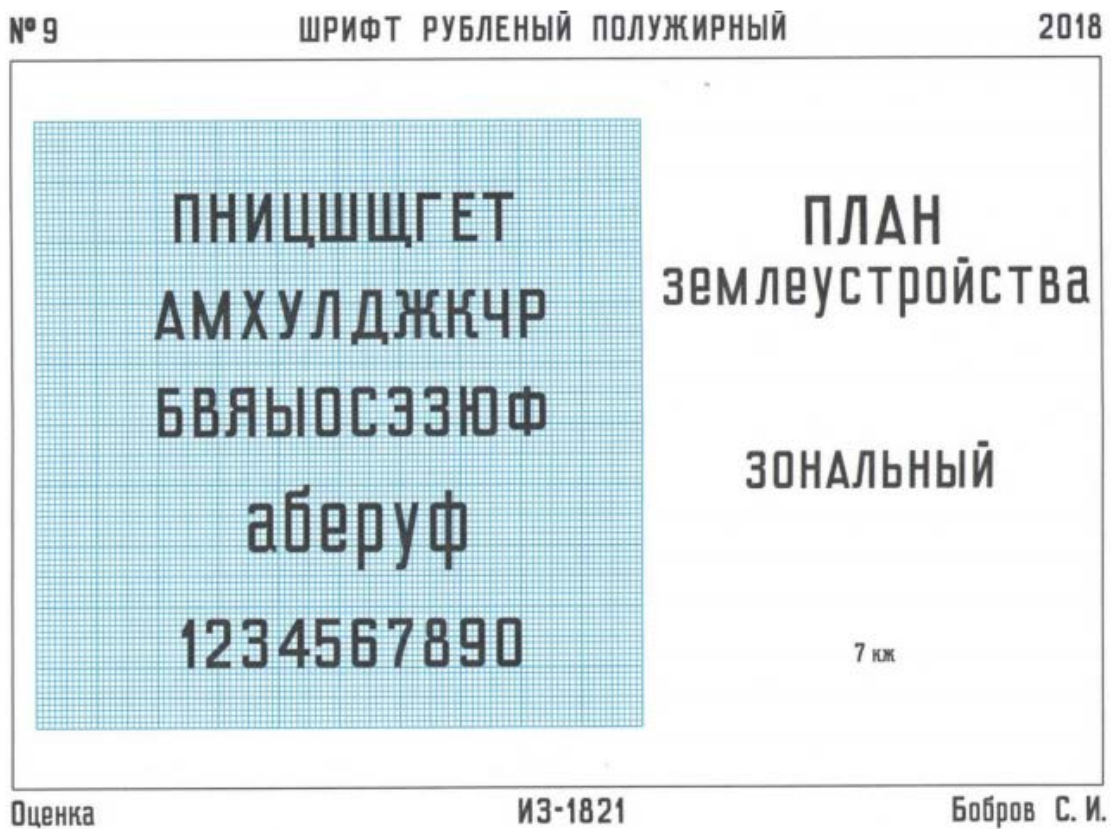 № 9 ШРИФТ РУБЛЕНЫЙ ПОЛУЖИРНЫЙ 2018
ПНИЦШЩГЕТ
АМХУЛДЖКЧР
БВЯЫОСЭЗЮФ
аберуф
1234567890
ПЛАН
землеустройства
ЗОНАЛЬНЫЙ
7 кж
Оценка ИЗ-1821 Бобров С. И.